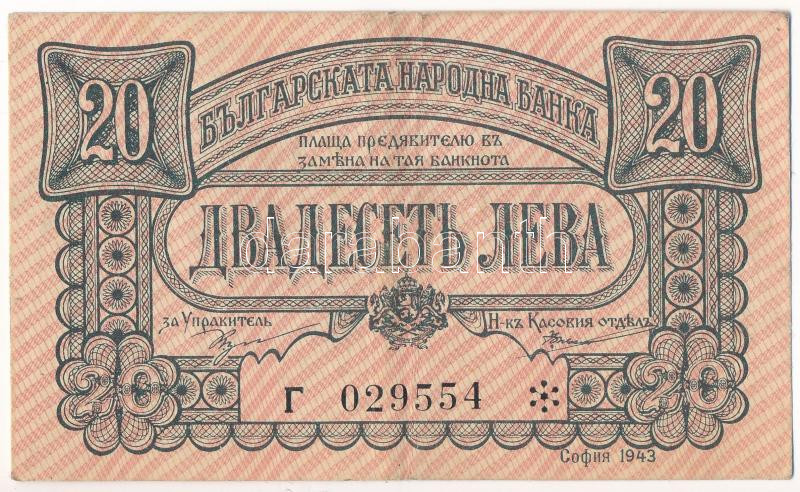 20 20
БЪЛГАРСКАТА НАРОДНА БАНКА
ПЛАЩА ПРЕДЯВИТЕЛЮ ВЪ
ЗАМѢНА НА ТАЯ БАНКНОТА
ДВАДЕСЕТЬ ЛЕВА
darabanth
за Управитель
Н-къ Касовия отдѣлъ
20 20
Г 029554
София 1943